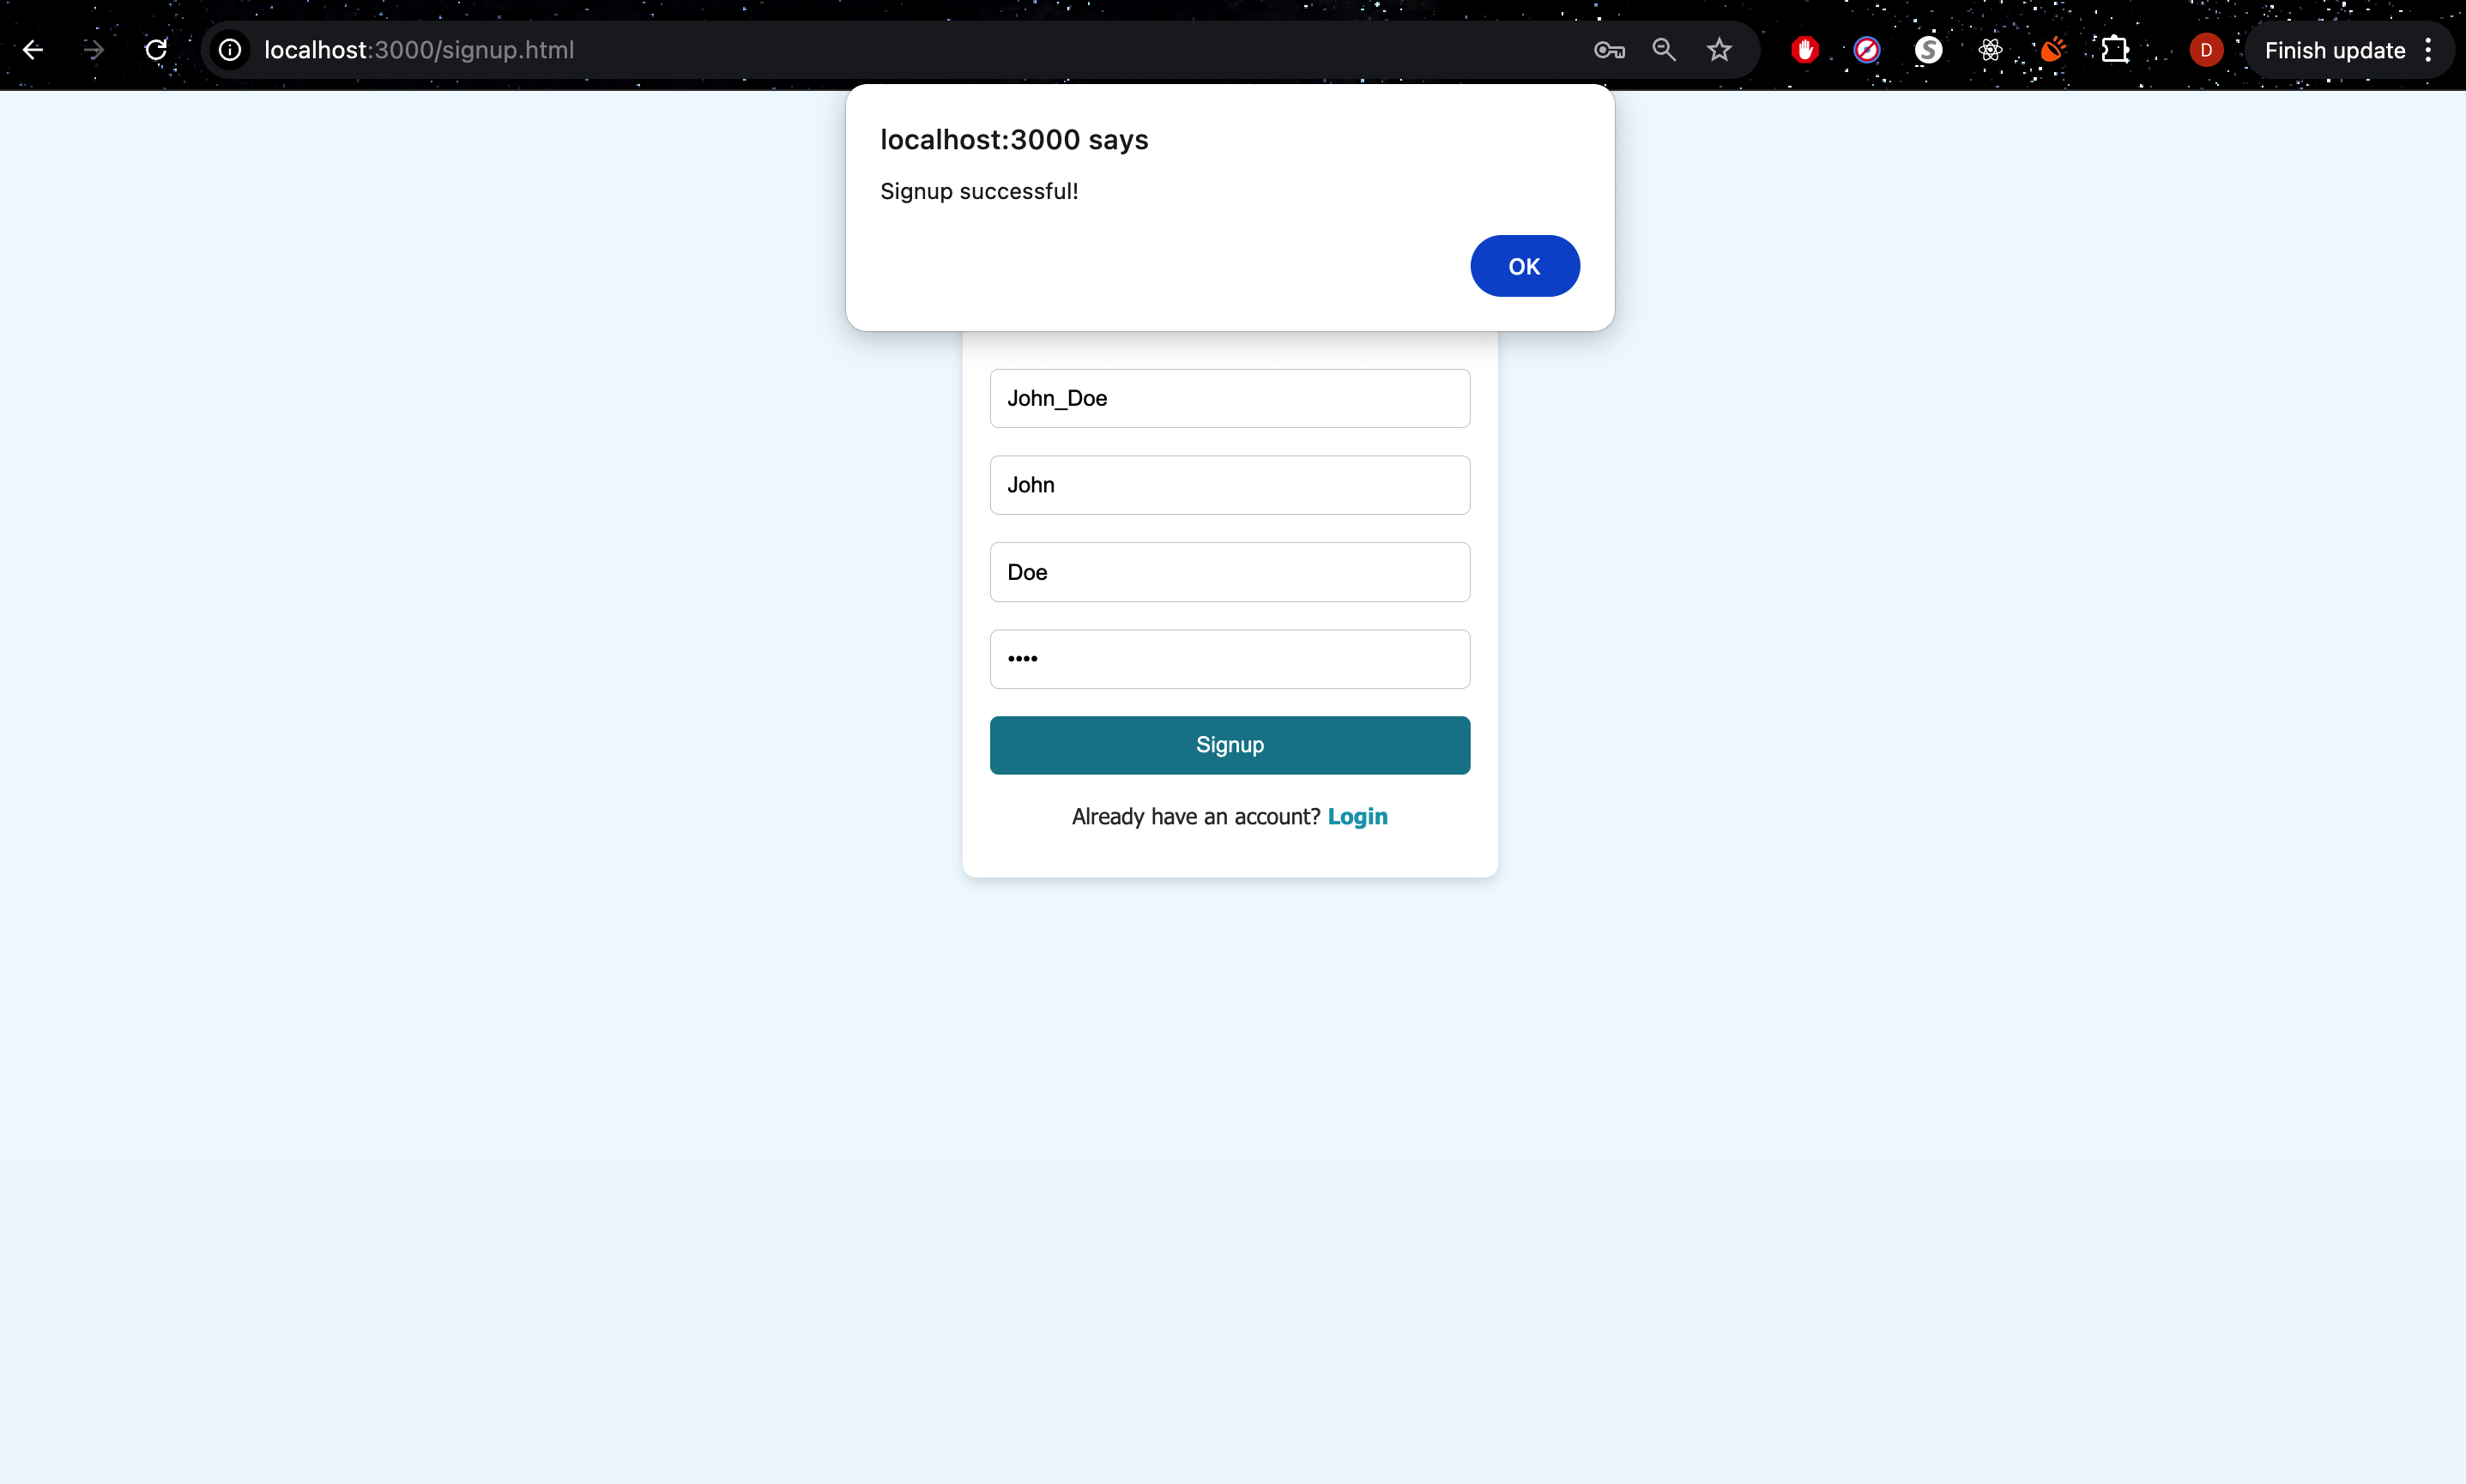 localhost:3000/signup.html
D
Finish update
localhost:3000 says
Signup successful!
OK
John_Doe
John
Doe
••••
Signup
Already have an account? Login